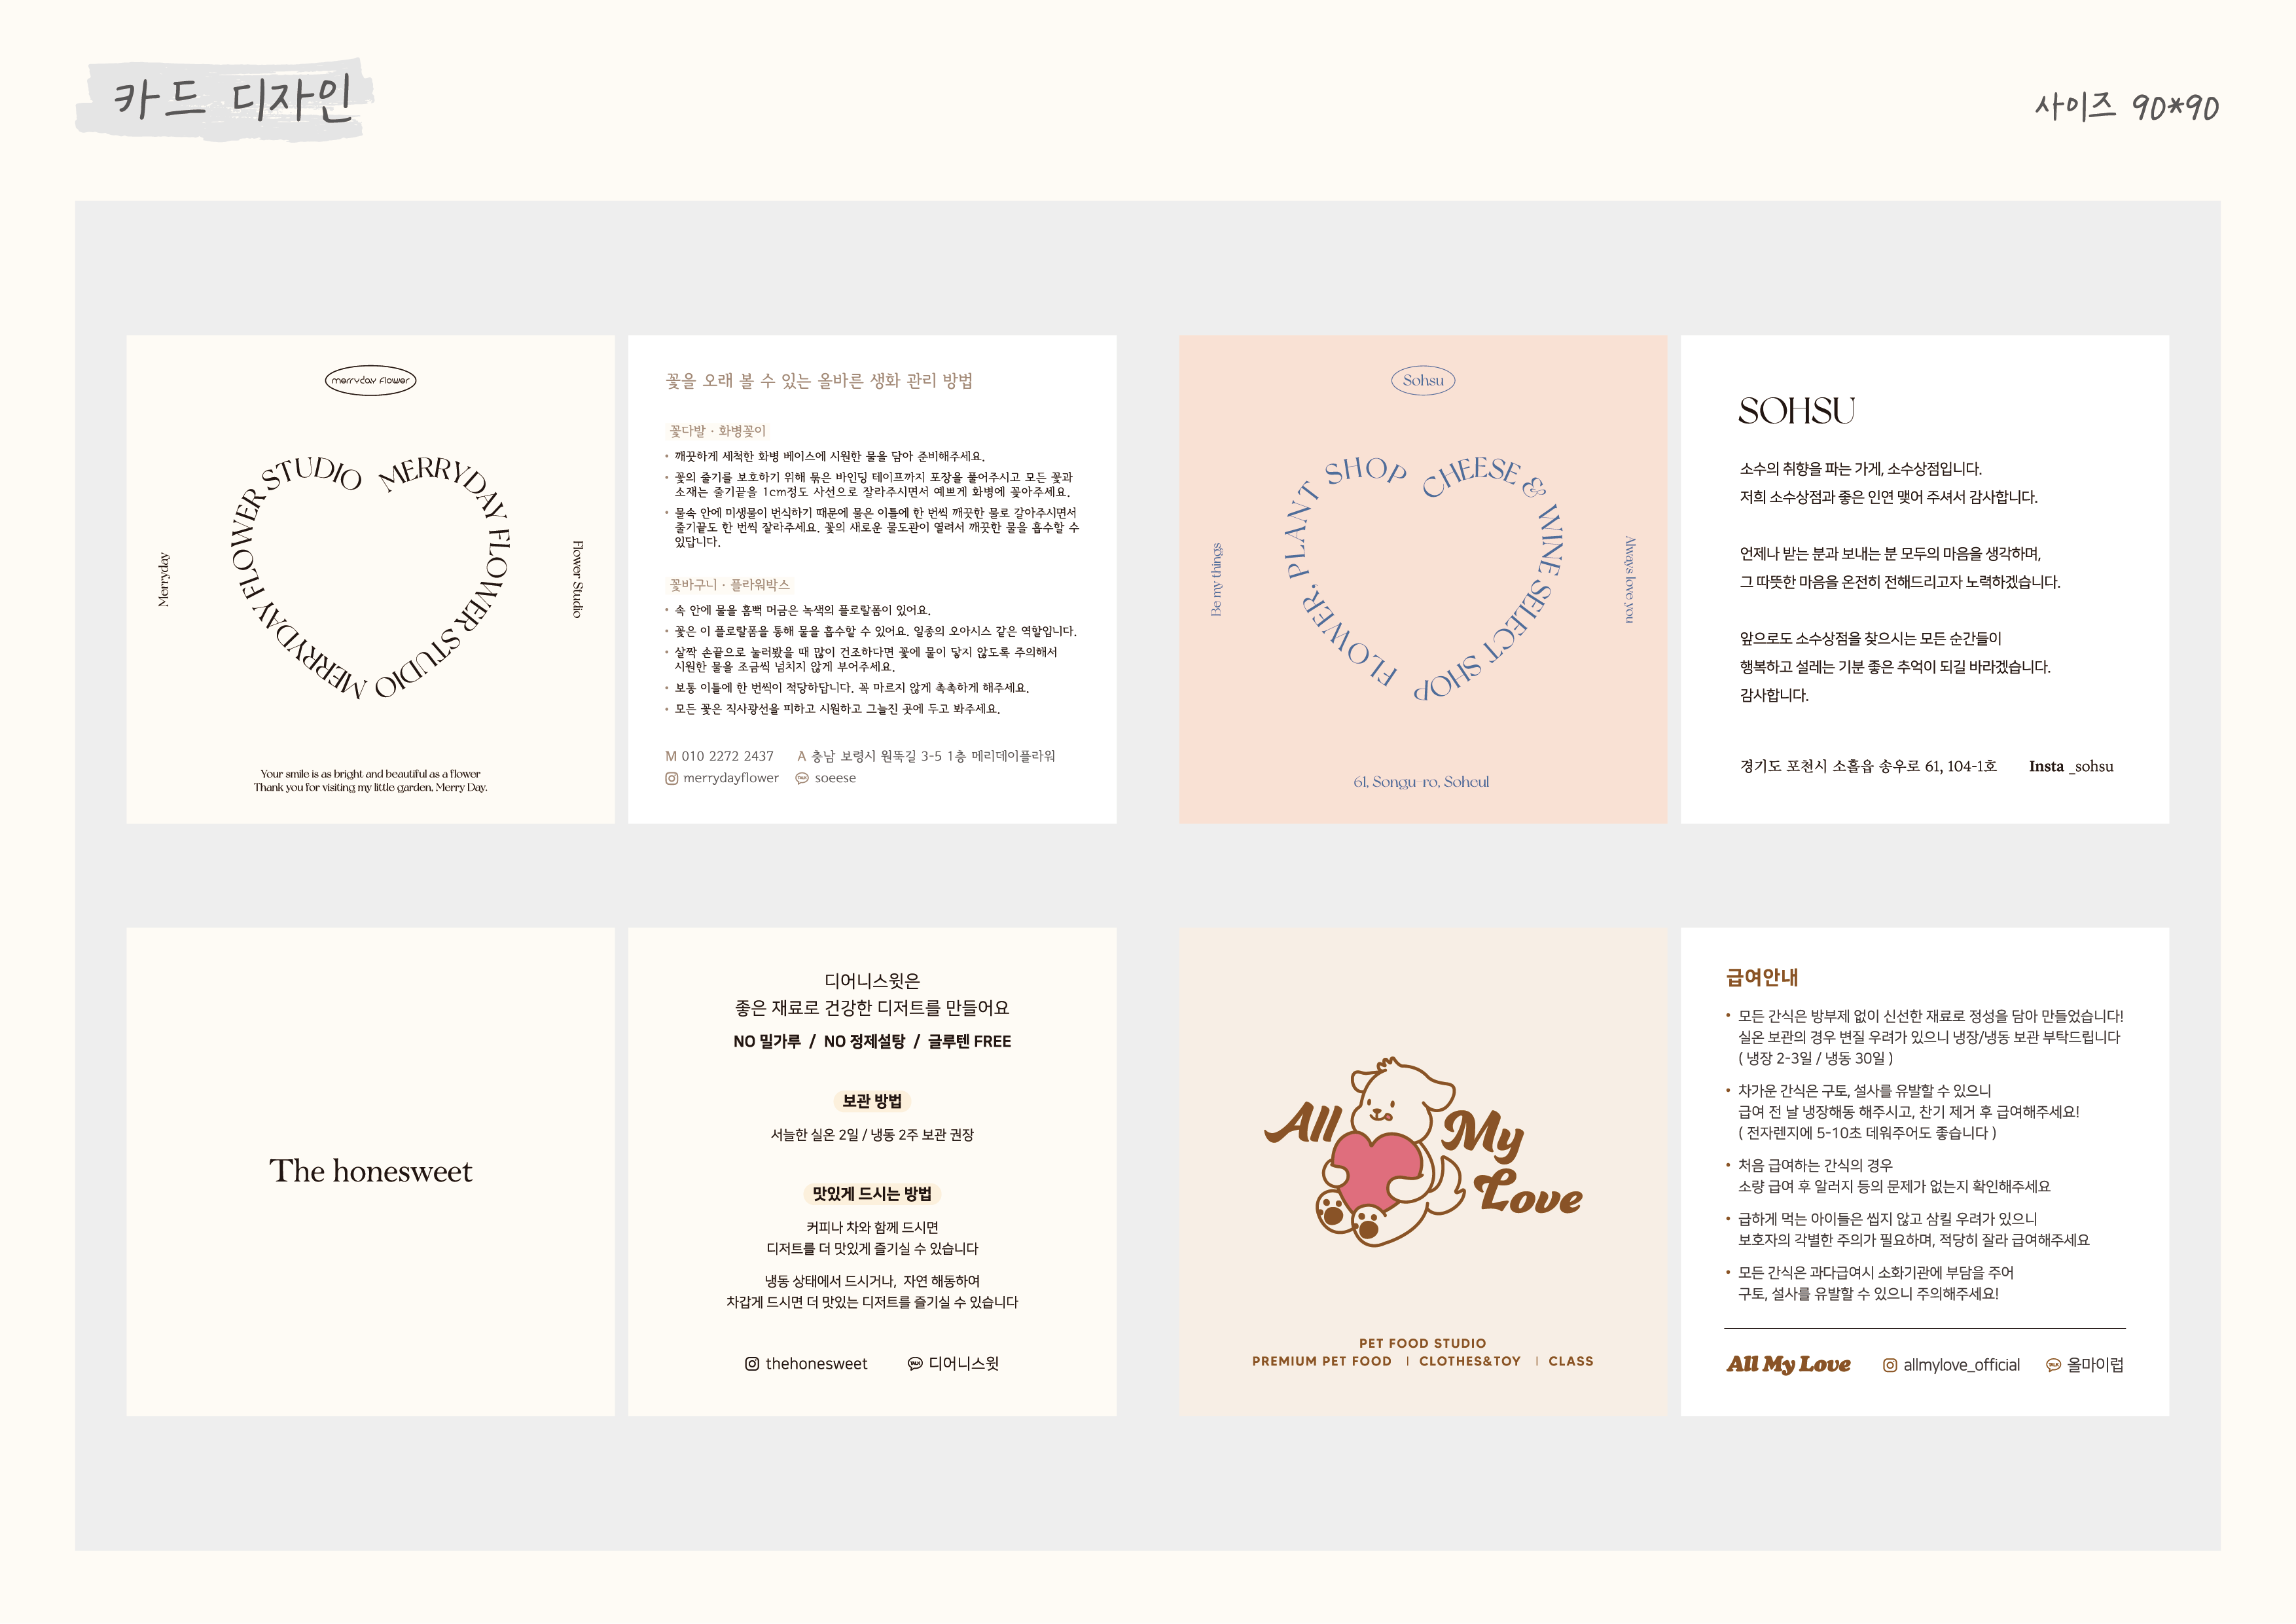 카드 디자인
사이즈 90*90
merryday flower
MERRYDAY FLOWER STUDIO
MERRYDAY FLOWER STUDIO
Merryday
Flower Studio
Your smile is as bright and beautiful as a flower
Thank you for visiting my little garden, Merry Day.
꽃을 오래 볼 수 있는 올바른 생화 관리 방법
꽃다발 · 화병꽂이
• 깨끗하게 세척한 화병 베이스에 시원한 물을 담아 준비해주세요.
• 꽃의 줄기를 보호하기 위해 묶은 바인딩 테이프까지 포장을 풀어주시고 모든 꽃과
소재는 줄기끝을 1cm정도 사선으로 잘라주시면서 예쁘게 화병에 꽂아주세요.
• 물속 안에 미생물이 번식하기 때문에 물은 이틀에 한 번씩 깨끗한 물로 갈아주시면서
줄기끝도 한 번씩 잘라주세요. 꽃의 새로운 물도관이 열려서 깨끗한 물을 흡수할 수
있답니다.
꽃바구니 · 플라워박스
• 속 안에 물을 흠뻑 머금은 녹색의 플로랄폼이 있어요.
• 꽃은 이 플로랄폼을 통해 물을 흡수할 수 있어요. 일종의 오아시스 같은 역할입니다.
• 살짝 손끝으로 눌러봤을 때 많이 건조하다면 꽃에 물이 닿지 않도록 주의해서
시원한 물을 조금씩 넘치지 않게 부어주세요.
• 보통 이틀에 한 번씩이 적당하답니다. 꼭 마르지 않게 촉촉하게 해주세요.
• 모든 꽃은 직사광선을 피하고 시원하고 그늘진 곳에 두고 봐주세요.
M 010 2272 2437 A 충남 보령시 원뚝길 3-5 1층 메리데이플라워
merrydayflower TALK soeese
Sohsu
CHEESE & WINE SELECT SHOP
FLOWER, PLANT SHOP
Be my things
Always love you
61, Songu-ro, Soheul
SOHSU
소수의 취향을 파는 가게, 소수상점입니다.
저희 소수상점과 좋은 인연 맺어 주셔서 감사합니다.
언제나 받는 분과 보내는 분 모두의 마음을 생각하며,
그 따뜻한 마음을 온전히 전해드리고자 노력하겠습니다.
앞으로도 소수상점을 찾으시는 모든 순간들이
행복하고 설레는 기분 좋은 추억이 되길 바라겠습니다.
감사합니다.
경기도 포천시 소흘읍 송우로 61, 104-1호 Insta _sohsu
The honesweet
디어니스윗은
좋은 재료로 건강한 디저트를 만들어요
NO 밀가루 / NO 정제설탕 / 글루텐 FREE
보관 방법
서늘한 실온 2일 / 냉동 2주 보관 권장
맛있게 드시는 방법
커피나 차와 함께 드시면
디저트를 더 맛있게 즐기실 수 있습니다
냉동 상태에서 드시거나, 자연 해동하여
차갑게 드시면 더 맛있는 디저트를 즐기실 수 있습니다
thehonesweet TALK 디어니스윗
All My
Love
PET FOOD STUDIO
PREMIUM PET FOOD | CLOTHES&TOY | CLASS
급여안내
• 모든 간식은 방부제 없이 신선한 재료로 정성을 담아 만들었습니다!
실온 보관의 경우 변질 우려가 있으니 냉장/냉동 보관 부탁드립니다
( 냉장 2-3일 / 냉동 30일 )
• 차가운 간식은 구토, 설사를 유발할 수 있으니
급여 전 날 냉장해동 해주시고, 찬기 제거 후 급여해주세요!
( 전자렌지에 5-10초 데워주어도 좋습니다 )
• 처음 급여하는 간식의 경우
소량 급여 후 알러지 등의 문제가 없는지 확인해주세요
• 급하게 먹는 아이들은 씹지 않고 삼킬 우려가 있으니
보호자의 각별한 주의가 필요하며, 적당히 잘라 급여해주세요
• 모든 간식은 과다급여시 소화기관에 부담을 주어
구토, 설사를 유발할 수 있으니 주의해주세요!
All My Love allmylove_official TALK 올마이럽